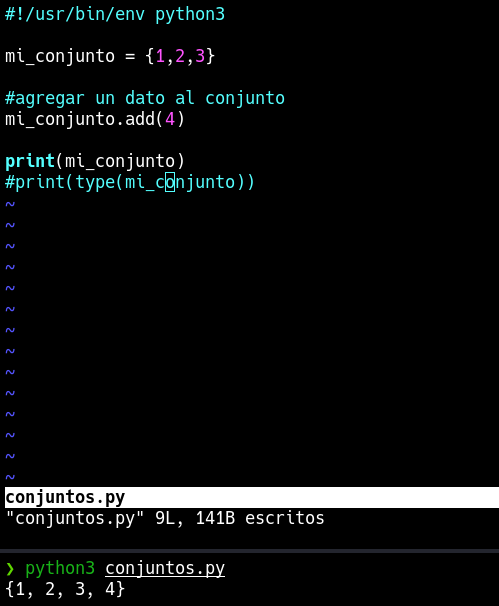 #!/usr/bin/env python3
mi_conjunto = {1,2,3}
#agregar un dato al conjunto
mi_conjunto.add(4)
print(mi_conjunto)
#print(type(mi_conjunto))
~
~
~
~
~
~
~
~
~
~
~
~
~
~
conjuntos.py
"conjuntos.py" 9L, 141B escritos
❯ python3 conjuntos.py
{1, 2, 3, 4}